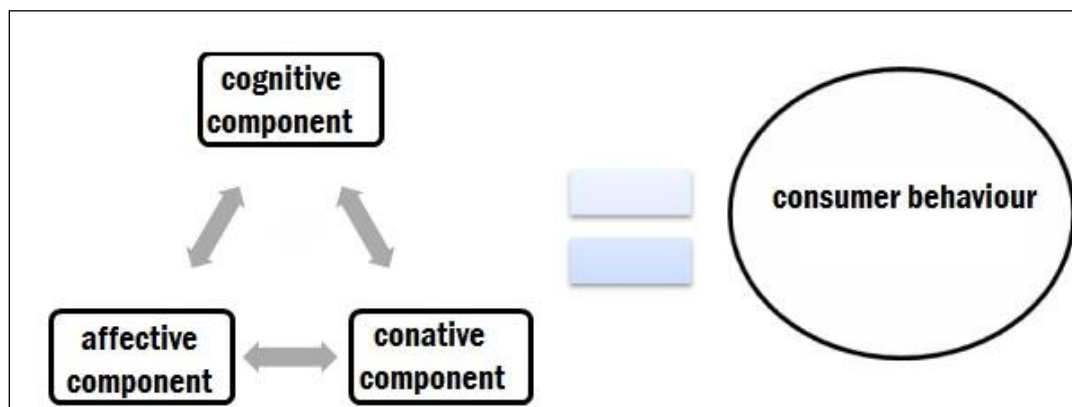 cognitive
component
consumer behaviour
affective
component
conative
component